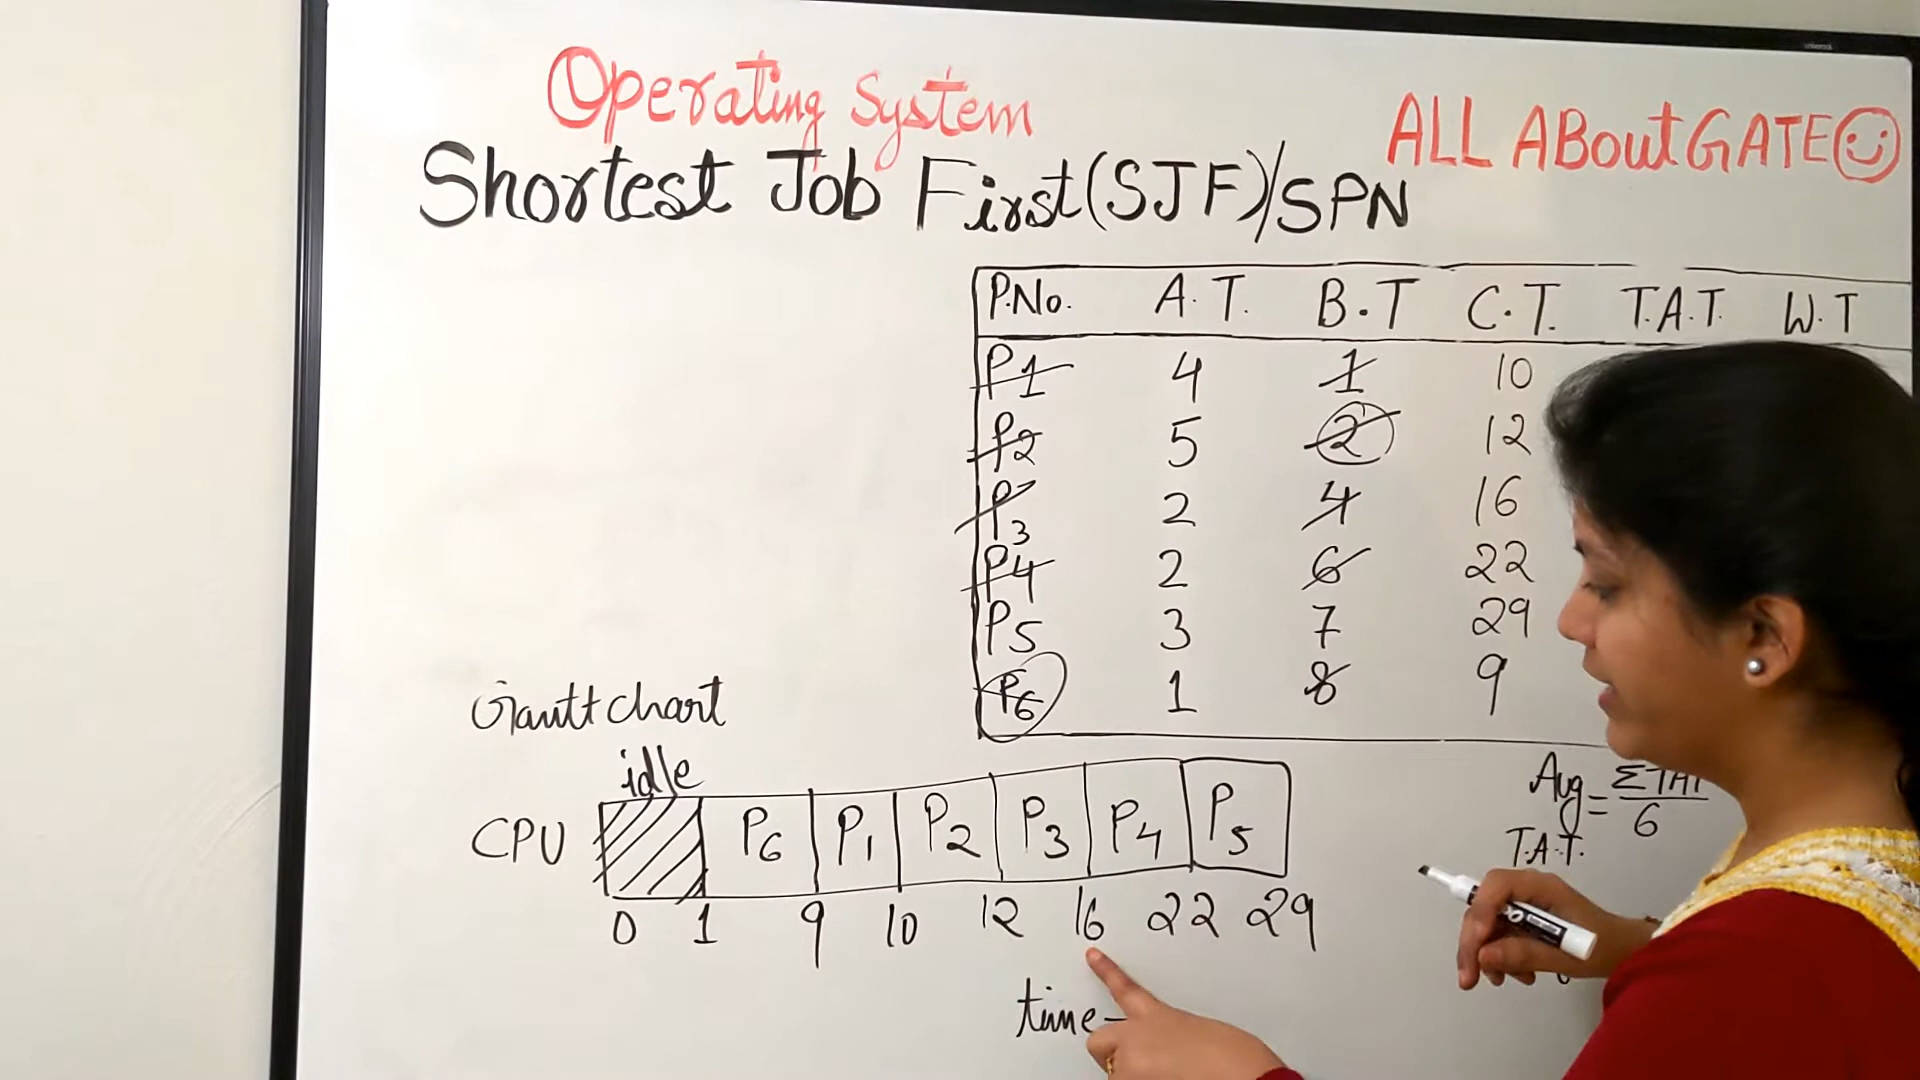 Operating System
ALL ABout GATE
Shortest Job First(SJF)/SPN
P.No. A.T. B.T C.T. T.A.T. W.T
P1 4 1 10
P2 5 2 12
P3 2 4 16
P4 2 6 22
P5 3 7 29
P6 1 8 9
Gantt chart
idle
CPU P6 P1 P2 P3 P4 P5
0 1 9 10 12 16 22 29
time
Avg T.A.T. = ΣTAT / 6